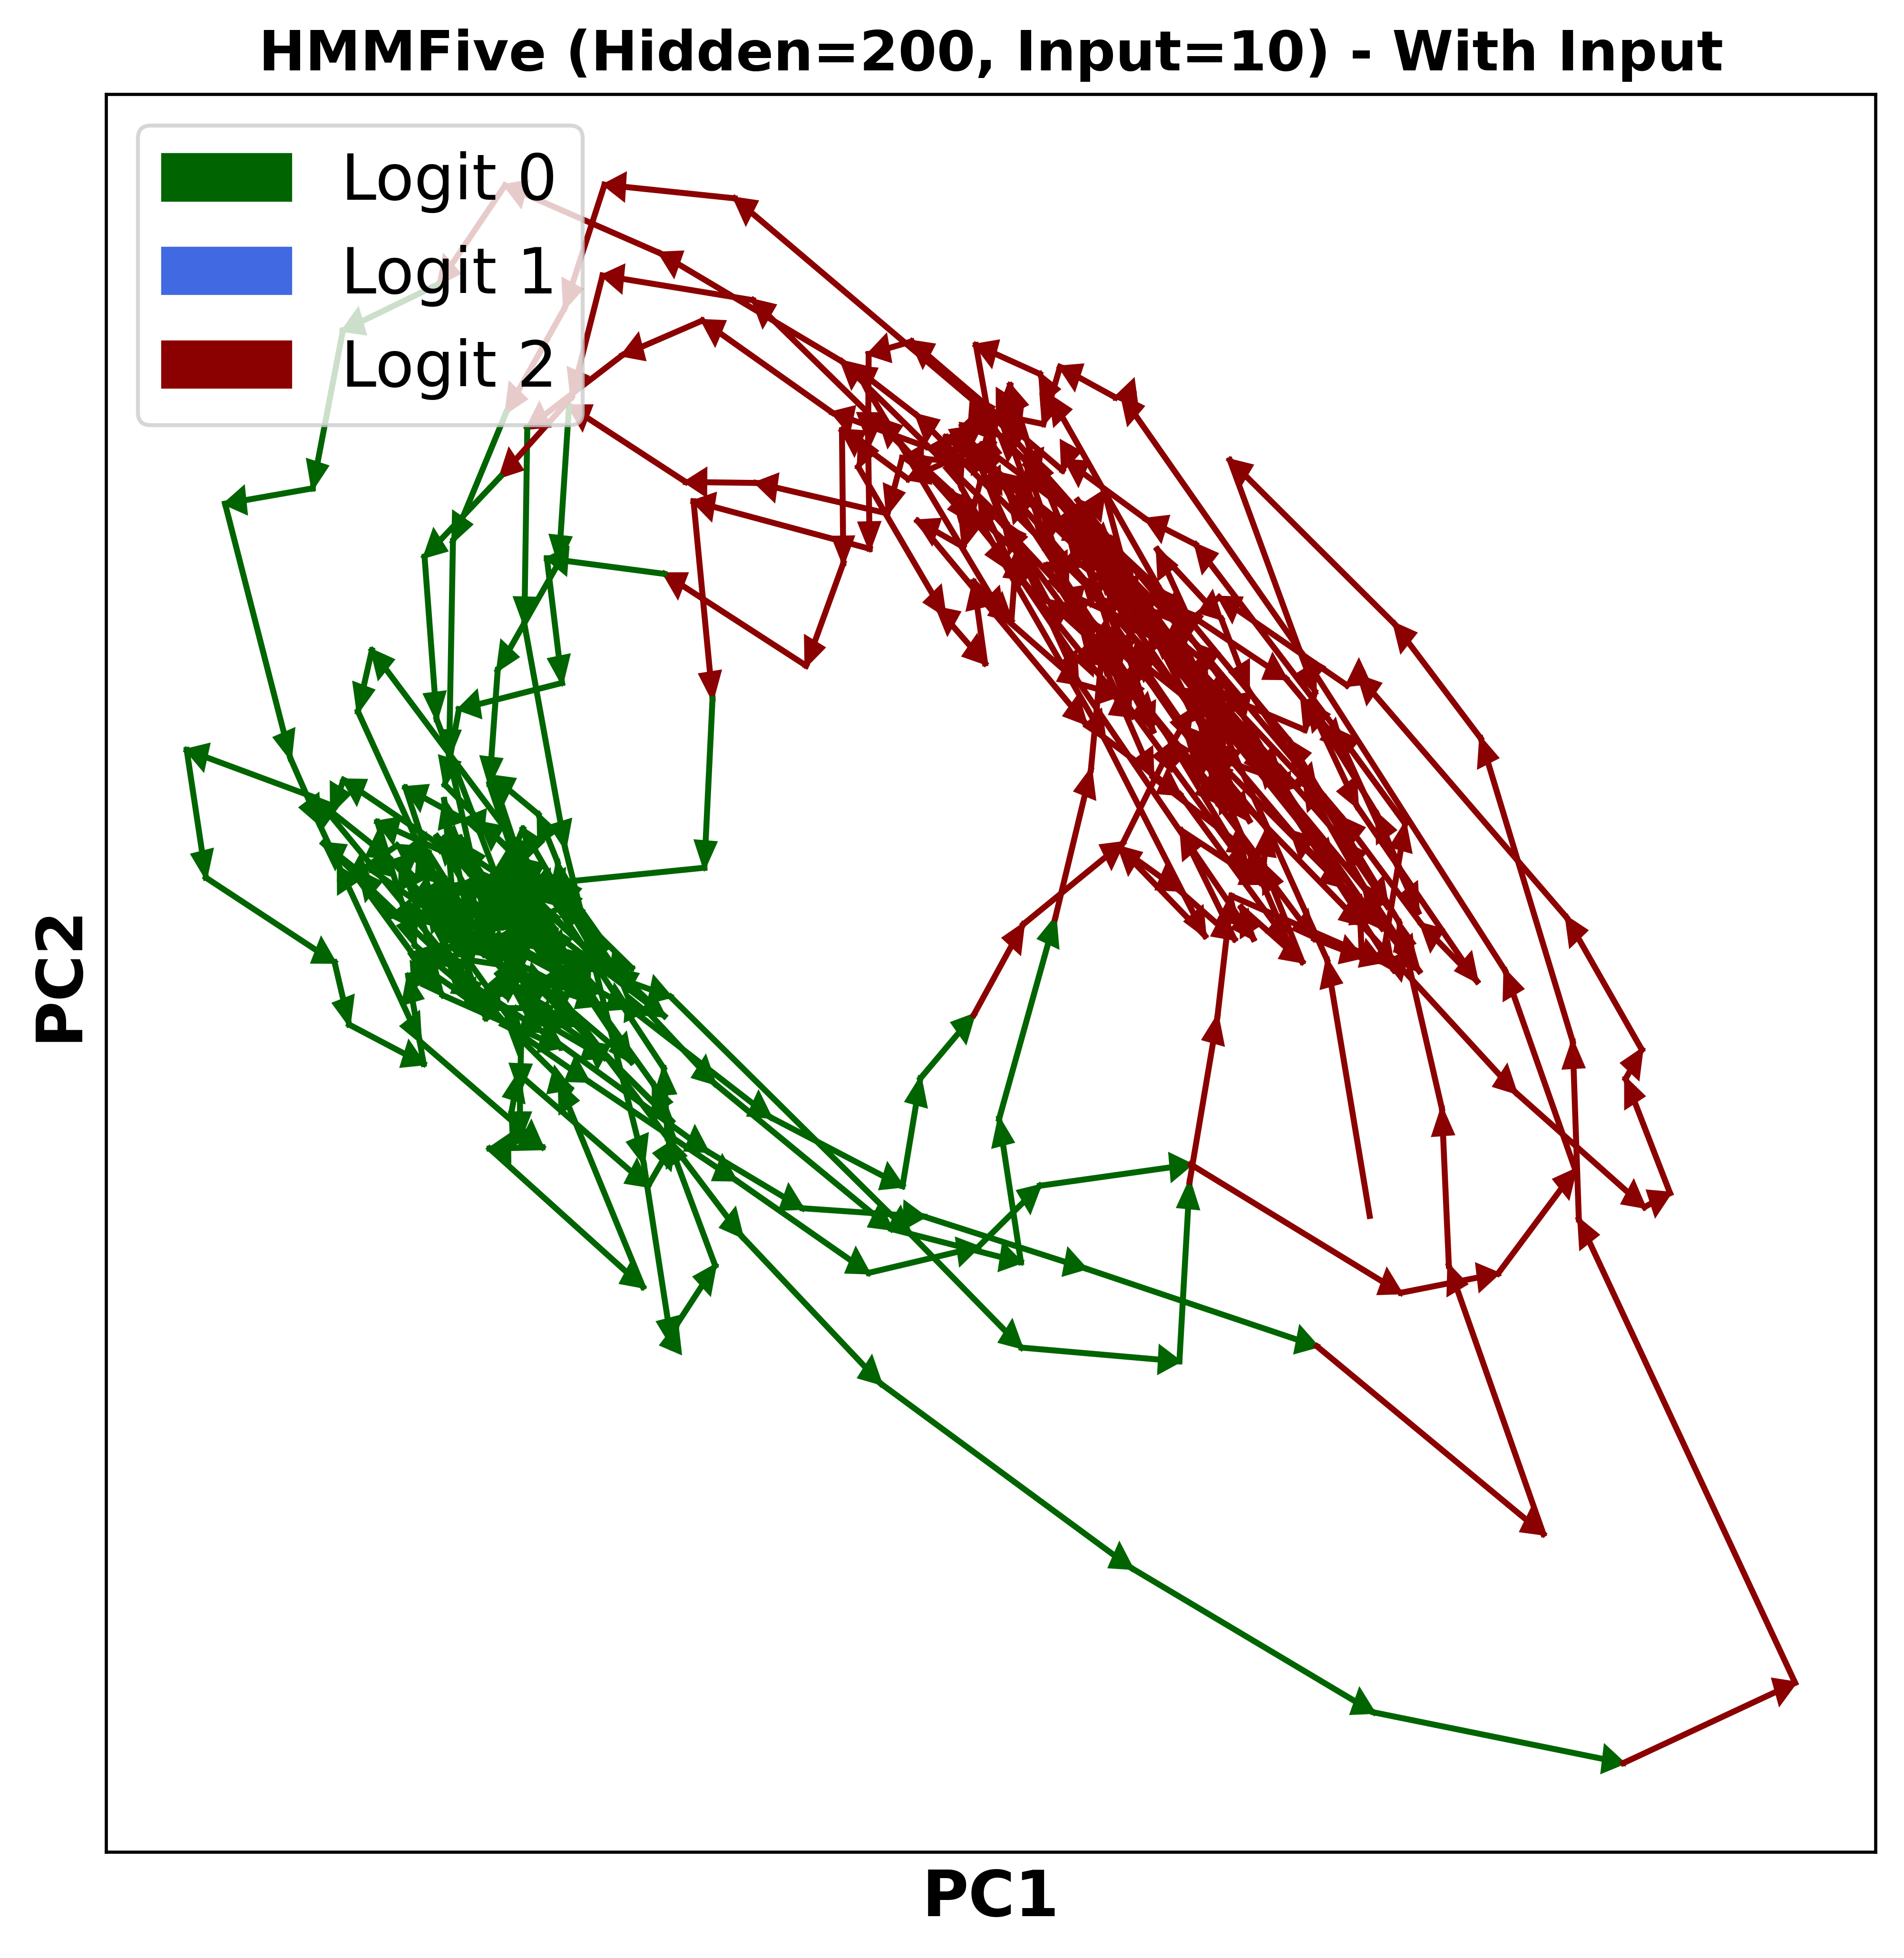 HMMFive (Hidden=200, Input=10) - With Input
Logit 0
Logit 1
Logit 2
PC2
PC1